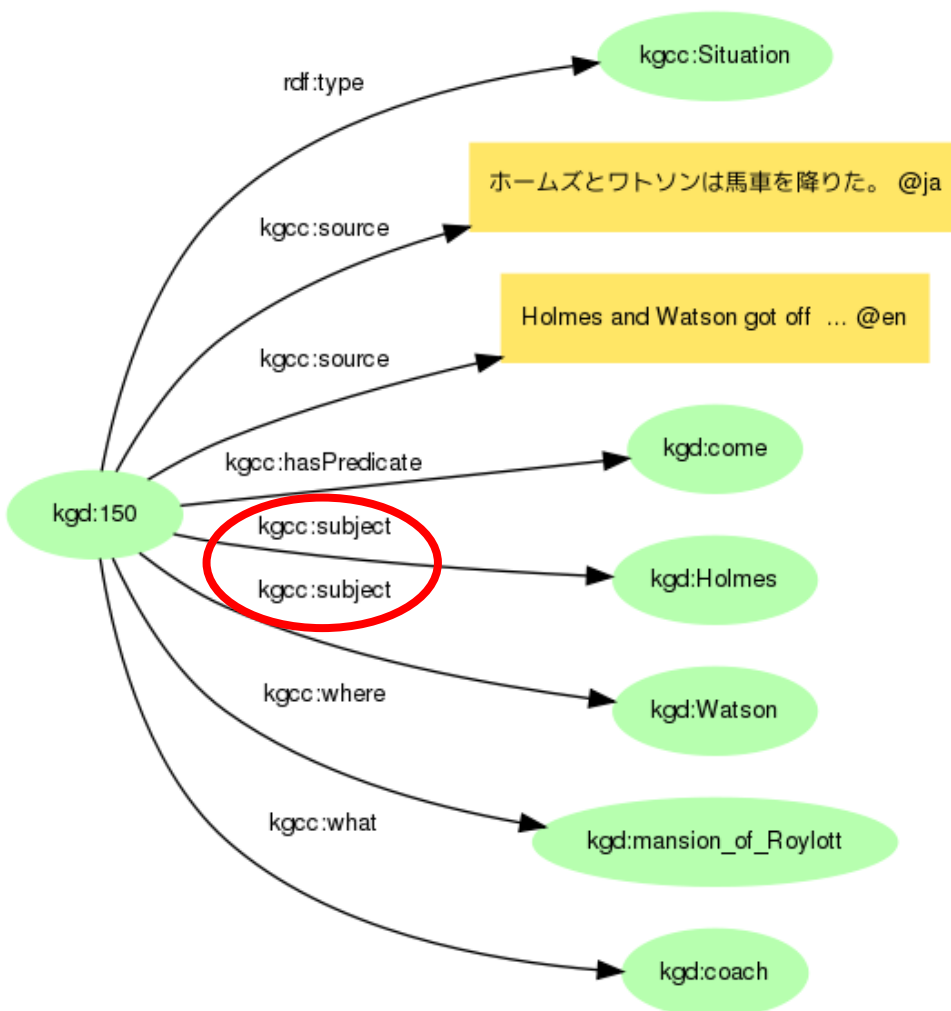 kgcc:Situation
rdf:type
ホームズとワトソンは馬車を降りた。 @ja
kgcc:source
Holmes and Watson got off ... @en
kgcc:source
kgd:come
kgcc:hasPredicate
kgd:150
kgcc:subject
kgd:Holmes
kgcc:subject
kgd:Watson
kgcc:where
kgcc:what
kgd:mansion_of_Roylott
kgd:coach